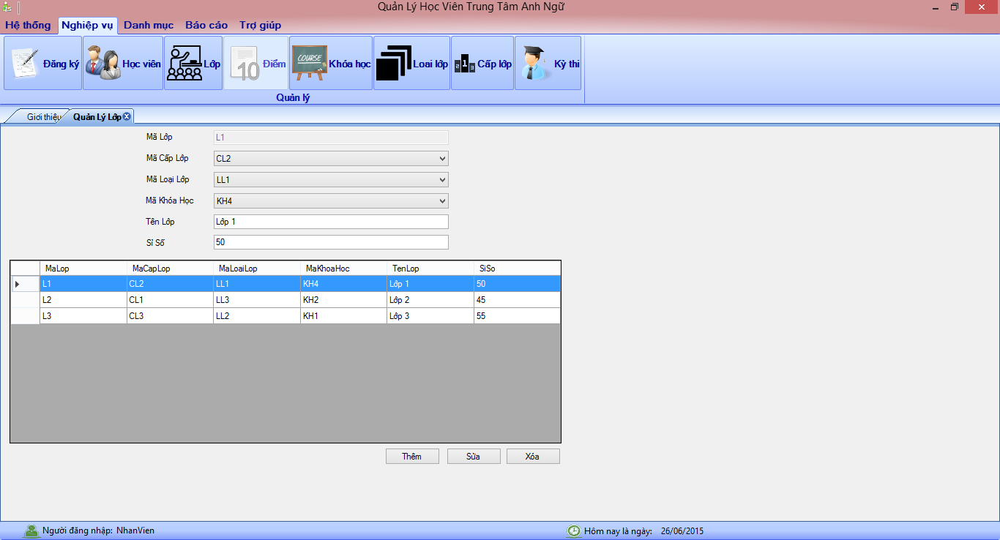 Quản Lý Học Viên Trung Tâm Anh Ngữ
Hệ thống Nghiệp vụ Danh mục Báo cáo Trợ giúp
Đăng ký Học viên Lớp 10 Điểm COURSE Khóa học Loại lớp 2 1 3 Cấp lớp Kỳ thi
Quản lý
Giới thiệu Quản Lý Lớp
Mã Lớp L1
Mã Cấp Lớp CL2
Mã Loại Lớp LL1
Mã Khóa Học KH4
Tên Lớp Lớp 1
Sỉ Số 50
MaLop MaCapLop MaLoaiLop MaKhoaHoc TenLop SiSo
L1 CL2 LL1 KH4 Lớp 1 50
L2 CL1 LL3 KH2 Lớp 2 45
L3 CL3 LL2 KH1 Lớp 3 55
Thêm Sửa Xóa
Người đăng nhập: NhanVien Hôm nay là ngày: 26/06/2015